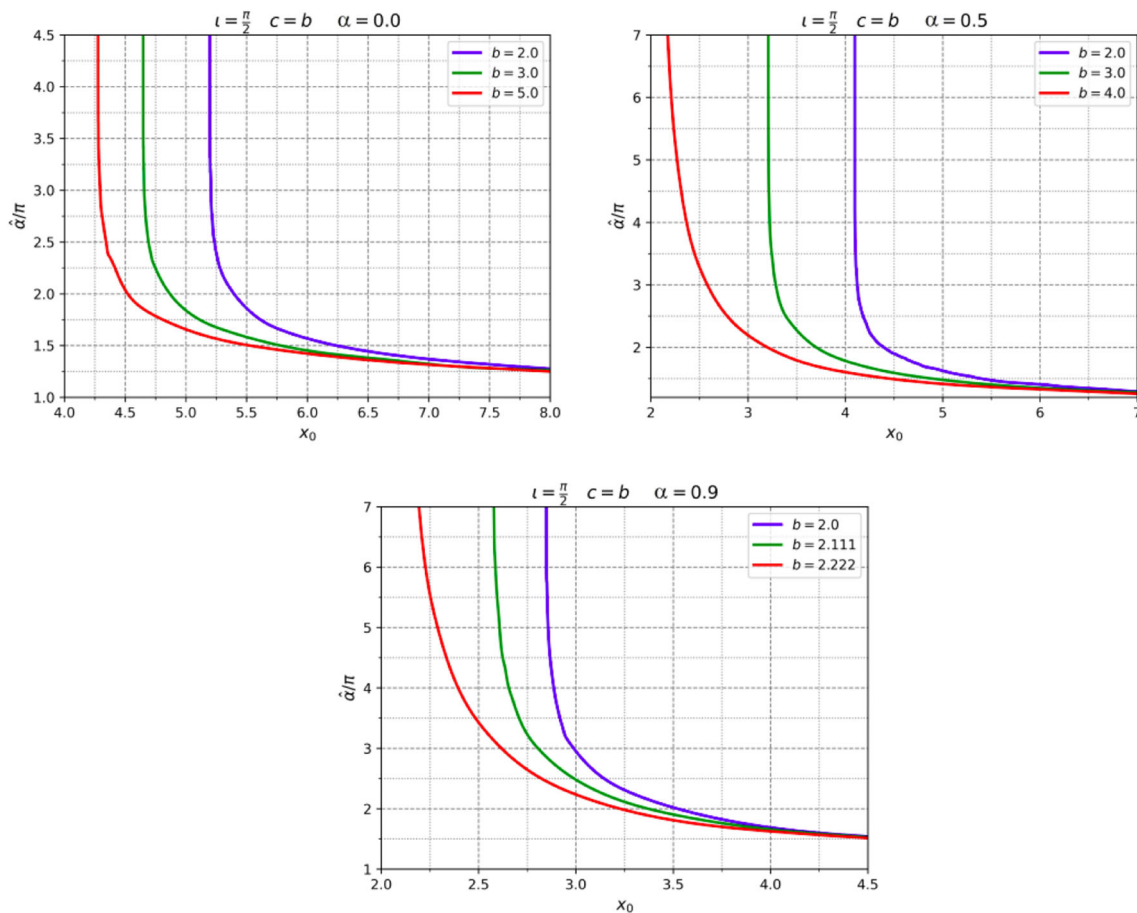 ι = π/2 c = b α = 0.0
4.5
4.0
3.5
3.0
2.5
2.0
1.5
1.0
α̂/π
b = 2.0
b = 3.0
b = 5.0
4.0 4.5 5.0 5.5 6.0 6.5 7.0 7.5 8.0
x₀
ι = π/2 c = b α = 0.5
7
6
5
4
3
2
α̂/π
b = 2.0
b = 3.0
b = 4.0
2 3 4 5 6 7
x₀
ι = π/2 c = b α = 0.9
7
6
5
4
3
2
1
α̂/π
b = 2.0
b = 2.111
b = 2.222
2.0 2.5 3.0 3.5 4.0 4.5
x₀